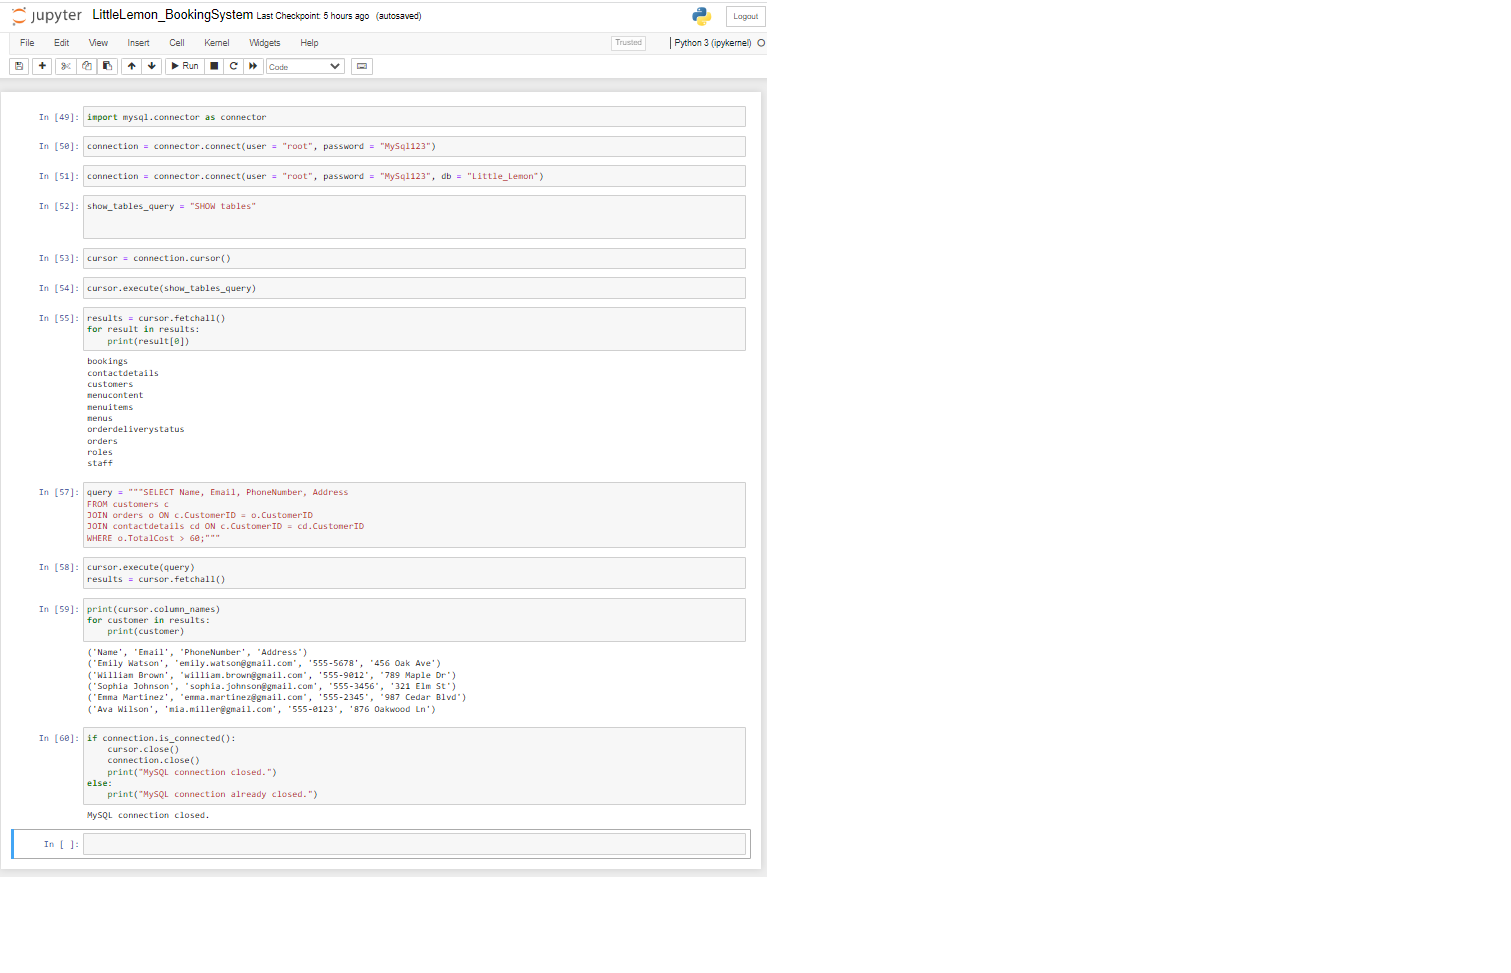 jupyter LittleLemon_BookingSystem Last Checkpoint: 5 hours ago (autosaved)
Logout
File Edit View Insert Cell Kernel Widgets Help
Trusted
Python 3 (ipykernel)
Run
Code
In [49]: import mysql.connector as connector
In [50]: connection = connector.connect(user = "root", password = "MySql123")
In [51]: connection = connector.connect(user = "root", password = "MySql123", db = "Little_Lemon")
In [52]: show_tables_query = "SHOW tables"
In [53]: cursor = connection.cursor()
In [54]: cursor.execute(show_tables_query)
In [55]: results = cursor.fetchall()
for result in results:
    print(result[0])
bookings
contactdetails
customers
menucontent
menuitems
menus
orderdeliverystatus
orders
roles
staff
In [57]: query = """SELECT Name, Email, PhoneNumber, Address
FROM customers c
JOIN orders o ON c.CustomerID = o.CustomerID
JOIN contactdetails cd ON c.CustomerID = cd.CustomerID
WHERE o.TotalCost > 60;"""
In [58]: cursor.execute(query)
results = cursor.fetchall()
In [59]: print(cursor.column_names)
for customer in results:
    print(customer)
('Name', 'Email', 'PhoneNumber', 'Address')
('Emily Watson', 'emily.watson@gmail.com', '555-5678', '456 Oak Ave')
('William Brown', 'william.brown@gmail.com', '555-9012', '789 Maple Dr')
('Sophia Johnson', 'sophia.johnson@gmail.com', '555-3456', '321 Elm St')
('Emma Martinez', 'emma.martinez@gmail.com', '555-2345', '987 Cedar Blvd')
('Ava Wilson', 'mia.miller@gmail.com', '555-0123', '876 Oakwood Ln')
In [60]: if connection.is_connected():
    cursor.close()
    connection.close()
    print("MySQL connection closed.")
else:
    print("MySQL connection already closed.")
MySQL connection closed.
In [ ]: